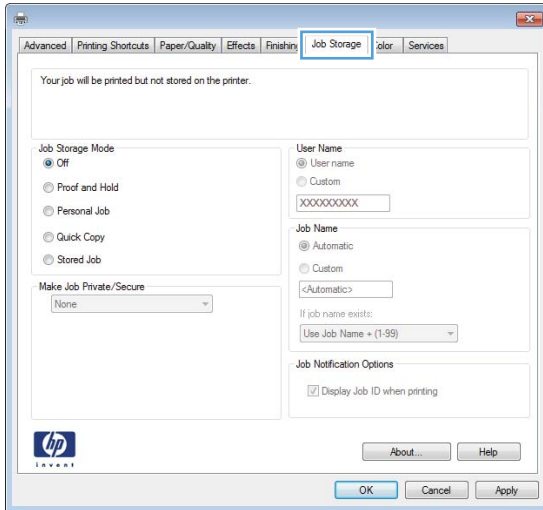 Advanced Printing Shortcuts Paper/Quality Effects Finishing Job Storage Color Services
Your job will be printed but not stored on the printer.
Job Storage Mode
Off
Proof and Hold
Personal Job
Quick Copy
Stored Job
Make Job Private/Secure
None
User Name
User name
Custom
XXXXXXXXX
Job Name
Automatic
Custom
<Automatic>
If job name exists:
Use Job Name + (1-99)
Job Notification Options
Display Job ID when printing
hp
invent
About... Help
OK Cancel Apply